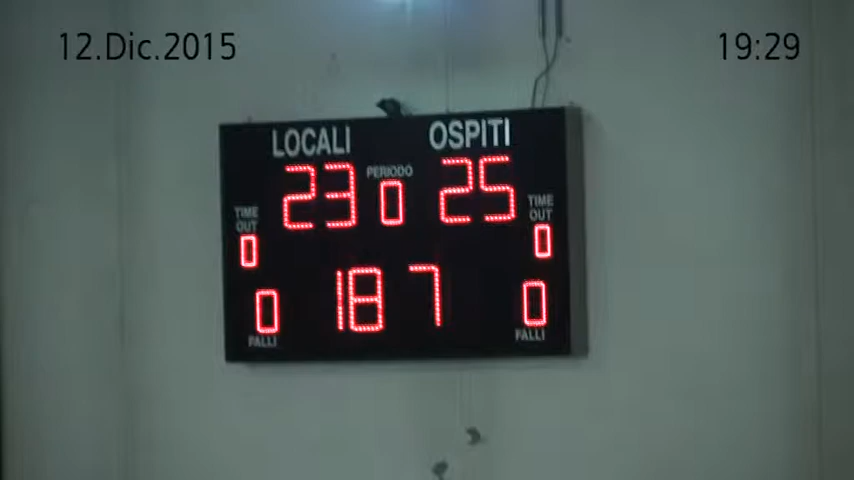 12.Dic.2015 19:29
LOCALI OSPITI
PERIODO
23 0 25
TIME OUT TIME OUT
0 0
18 7
0 0
FALLI FALLI